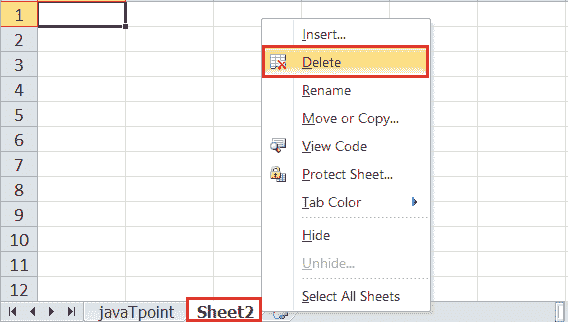 1
2
3
4
5
6
7
8
9
10
11
12
Insert...
Delete
Rename
Move or Copy...
View Code
Protect Sheet...
Tab Color
Hide
Unhide...
Select All Sheets
javaTpoint Sheet2